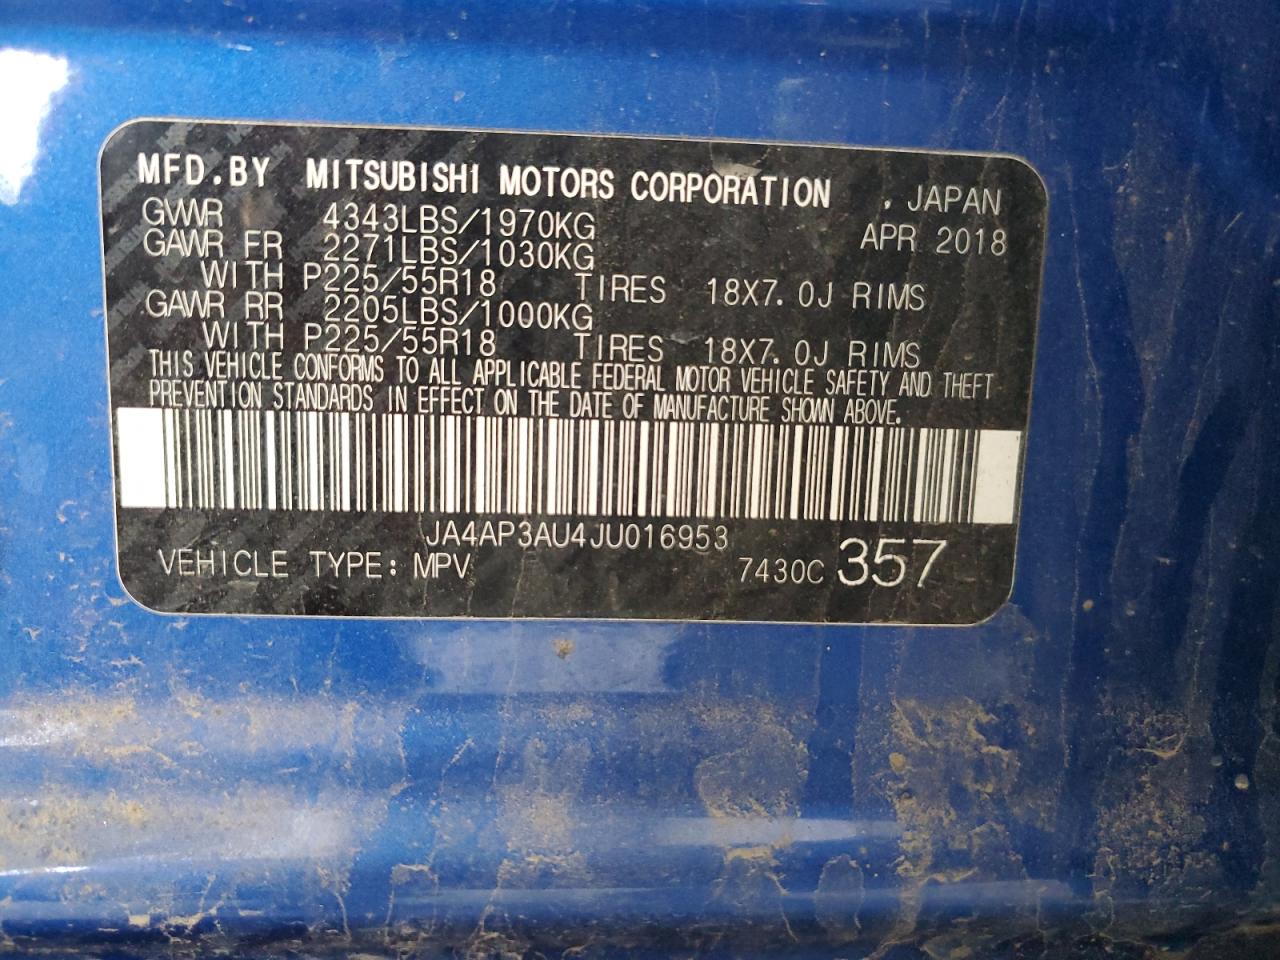 MFD.BY MITSUBISHI MOTORS CORPORATION , JAPAN
GVWR 4343LBS/1970KG APR 2018
GAWR FR 2271LBS/1030KG
WITH P225/55R18 TIRES 18X7.0J RIMS
GAWR RR 2205LBS/1000KG
WITH P225/55R18 TIRES 18X7.0J RIMS
THIS VEHICLE CONFORMS TO ALL APPLICABLE FEDERAL MOTOR VEHICLE SAFETY AND THEFT
PREVENTION STANDARDS IN EFFECT ON THE DATE OF MANUFACTURE SHOWN ABOVE.
JA4AP3AU4JU016953
VEHICLE TYPE: MPV 7430C 357